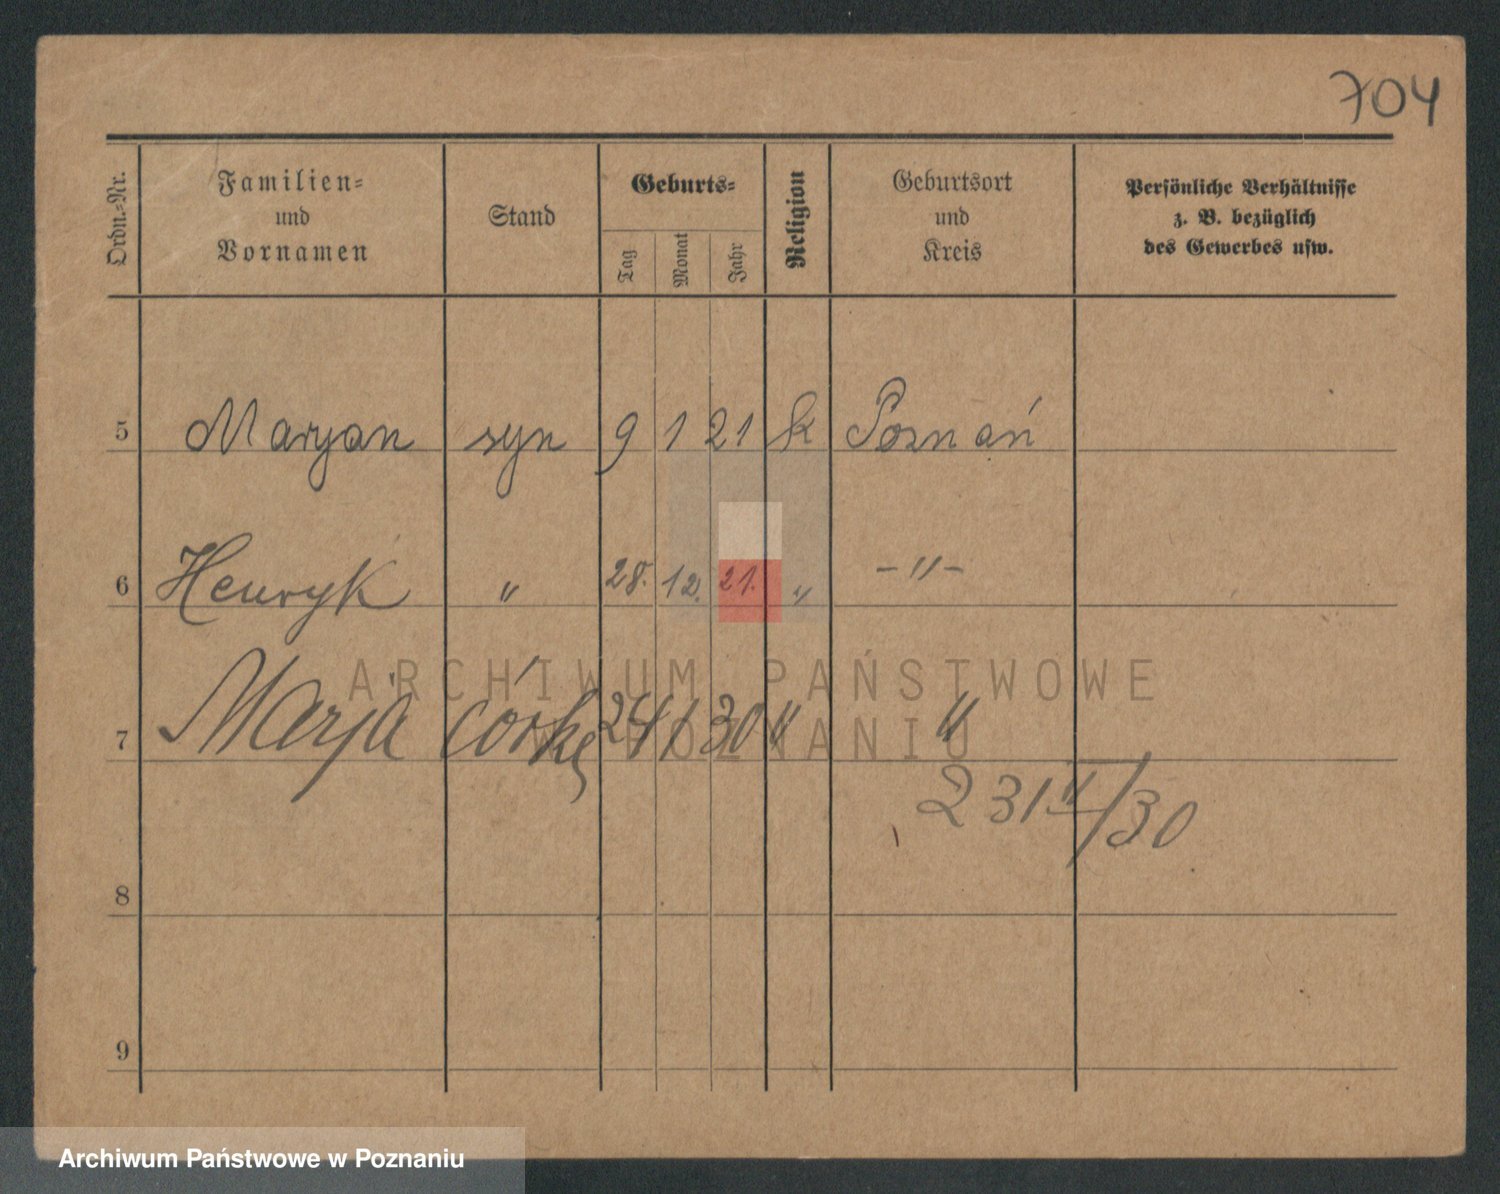 704
Ordn.-Nr.
Familien-
und
Vornamen
Stand
Geburts-
Tag
Monat
Jahr
Religion
Geburtsort
und
Kreis
Persönliche Verhältnisse
z. B. bezüglich
des Gewerbes usw.
5 Maryan syn 9 1 21 k Poznań
6 Henryk " 28. 12. 21. " -"-
7 Marja córka 24 1 30 " "
ARCHIWUM PAŃSTWOWE
W POZNANIU
8
9
Archiwum Państwowe w Poznaniu